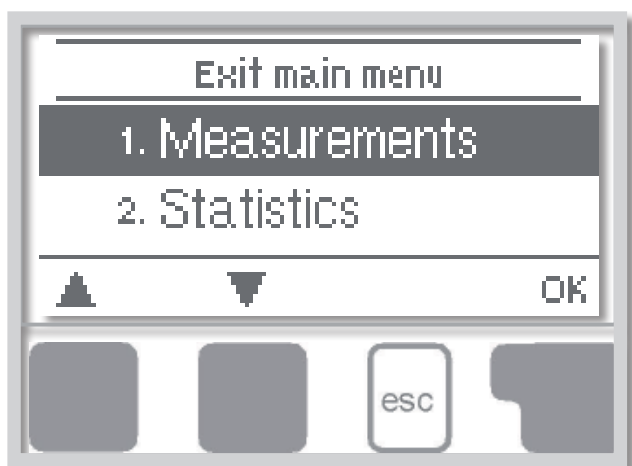 Exit main menu
1. Measurements
2. Statistics
▲ ▼ OK
esc